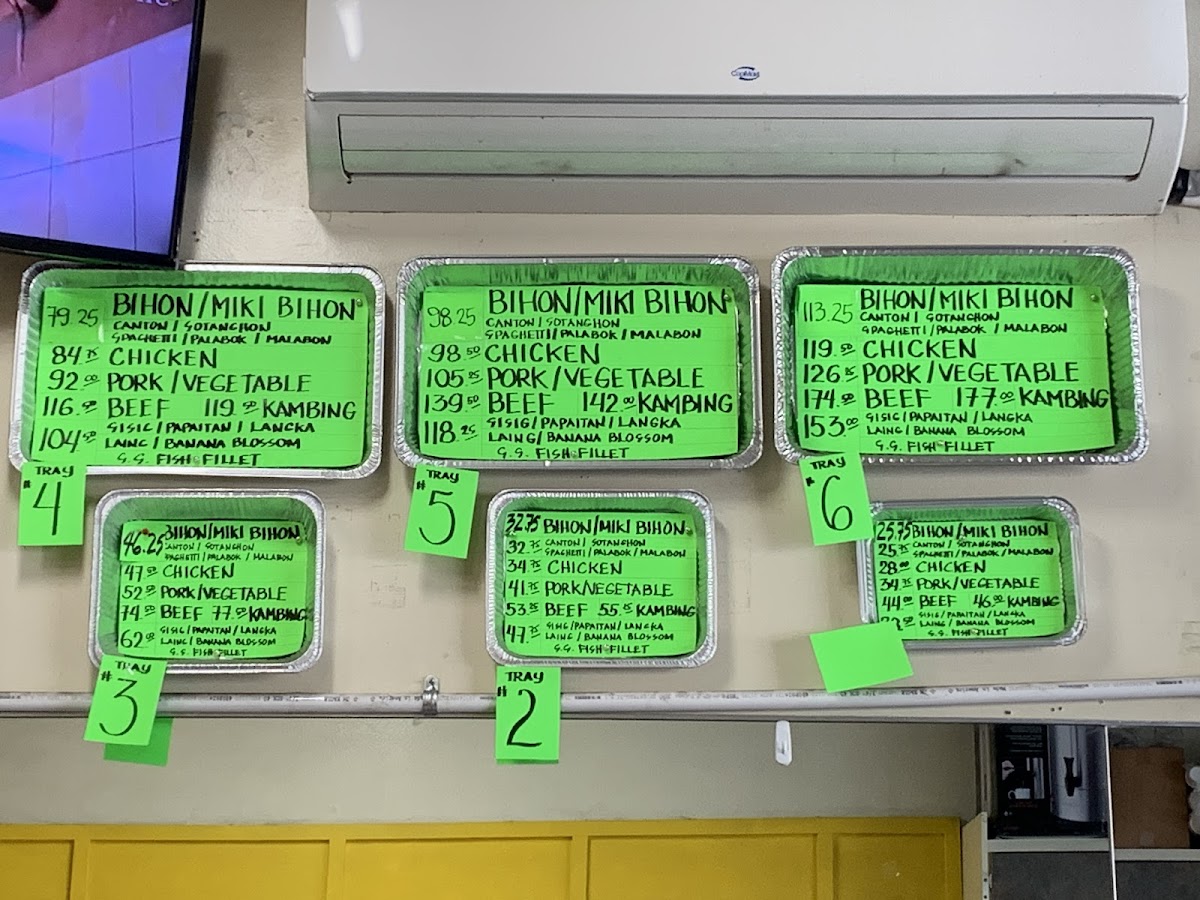 79.25 BIHON/MIKI BIHON
CANTON / SOTANGHON
SPAGHETTI / PALABOK / MALABON
84.75 CHICKEN
92.00 PORK/VEGETABLE
116.50 BEEF 119.50 KAMBING
SISIG / PAPAITAN / LANGKA
104.50 LAING / BANANA BLOSSOM
G.G. FISH FILLET
TRAY
#4
98.25 BIHON/MIKI BIHON
CANTON / SOTANGHON
SPAGHETTI / PALABOK / MALABON
98.50 CHICKEN
105.75 PORK/VEGETABLE
139.50 BEEF 142.00 KAMBING
118.25 SISIG/PAPAITAN / LANGKA
LAING/ BANANA BLOSSOM
G.G. FISH FILLET
TRAY
#5
113.25 BIHON/MIKI BIHON
CANTON / SOTANGHON
SPAGHETTI / PALABOK / MALABON
119.50 CHICKEN
126.75 PORK/VEGETABLE
174.50 BEEF 177.00 KAMBING
153.00 SISIG/PAPAITAN/LANGKA
LAING / BANANA BLOSSOM
G.G. FISH FILLET
TRAY
#6
46.25 BIHON/MIKI BIHON
CANTON / SOTANGHON
SPAGHETTI / PALABOK / MALABON
47.50 CHICKEN
52.50 PORK/VEGETABLE
74.50 BEEF 77.50 KAMBING
SISIG / PAPAITAN / LANGKA
62.00 LAING / BANANA BLOSSOM
G.G. FISH FILLET
TRAY
#3
32.75 BIHON/MIKI BIHON
32.75 CANTON / SOTANGHON
SPAGHETTI / PALABOK / MALABON
34.75 CHICKEN
41.75 PORK/VEGETABLE
53.75 BEEF 55.75 KAMBING
47.75 SISIG / PAPAITAN / LANGKA
LAING / BANANA BLOSSOM
G.G. FISH FILLET
TRAY
#2
25.75 BIHON/MIKI BIHON
25.75 CANTON / SOTANGHON
SPAGHETTI / PALABOK / MALABON
28.00 CHICKEN
34.75 PORK/VEGETABLE
44.00 BEEF 46.00 KAMBING
SISIG/PAPAITAN/LANGKA
LAING / BANANA BLOSSOM
G.G. FISH FILLET